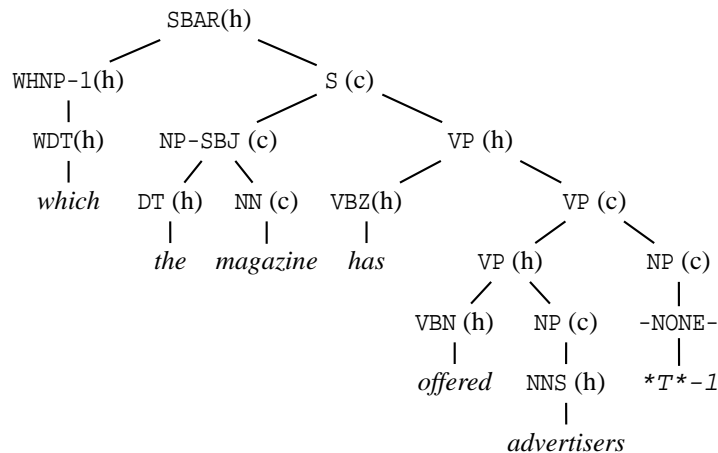 SBAR(h)
WHNP-1(h) S (c)
WDT(h) NP-SBJ (c) VP (h)
which DT (h) NN (c) VBZ(h) VP (c)
the magazine has VP (h) NP (c)
VBN (h) NP (c) -NONE-
offered NNS (h) *T*-1
advertisers